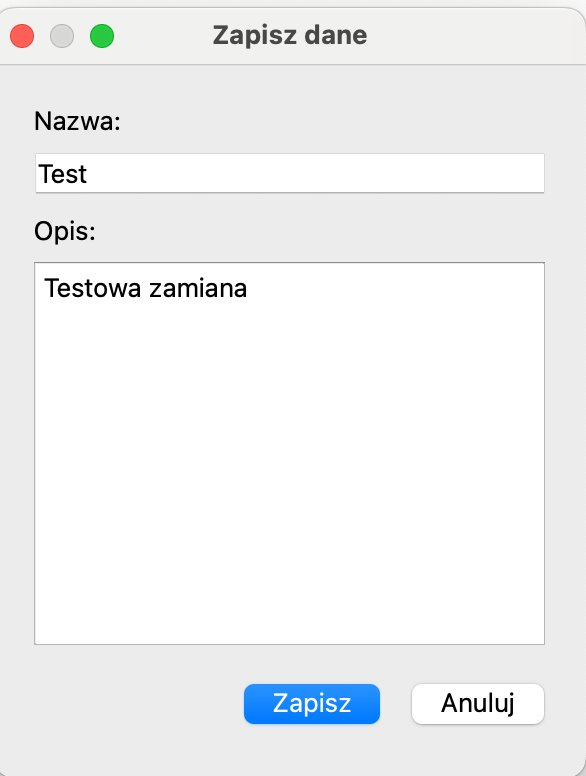 Zapisz dane
Nazwa:
Test
Opis:
Testowa zamiana
Zapisz
Anuluj